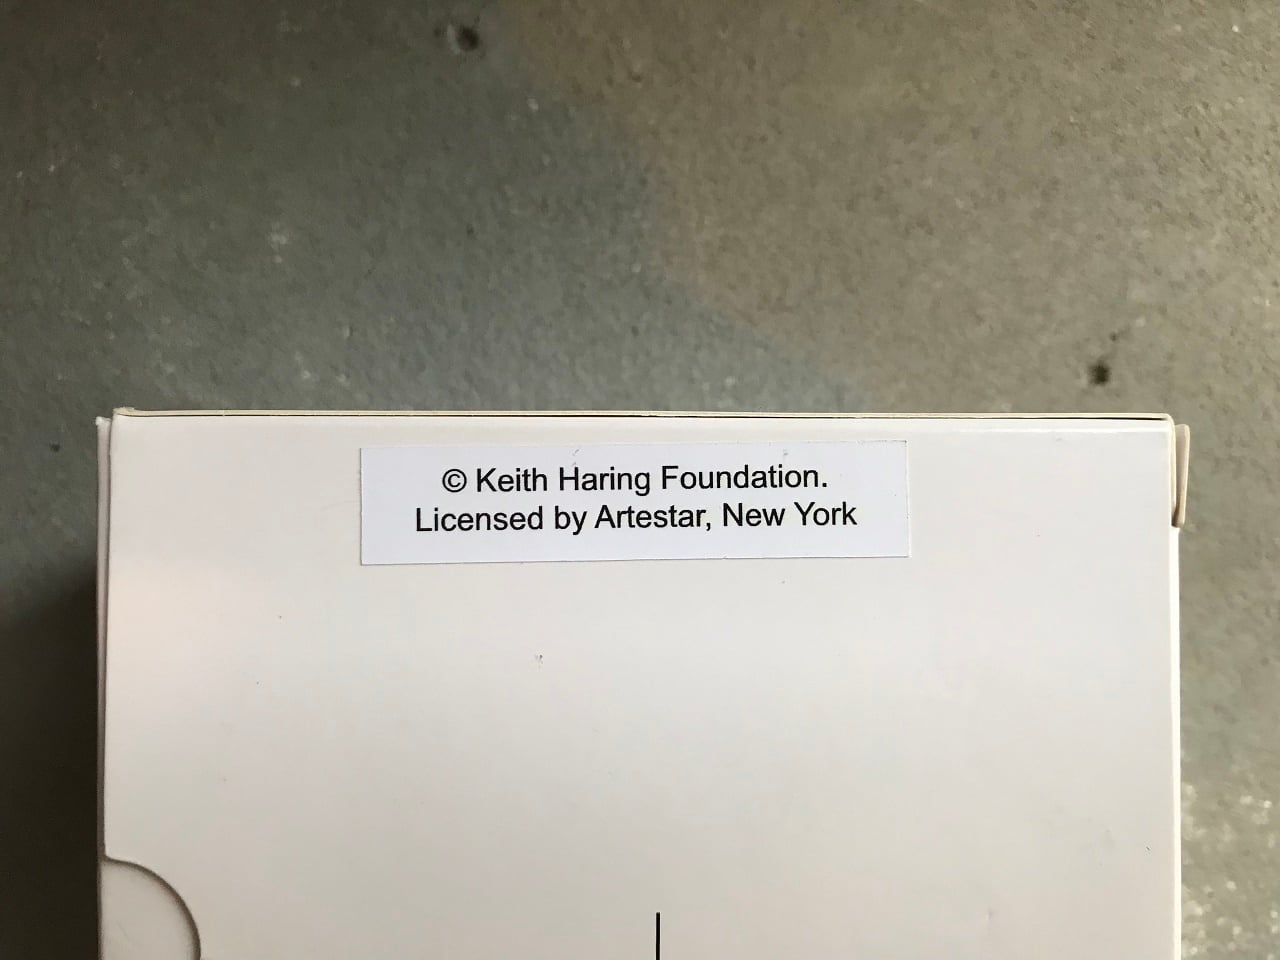 © Keith Haring Foundation.
Licensed by Artestar, New York